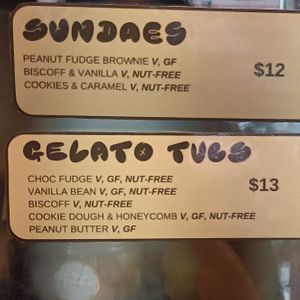 SUNDAES
PEANUT FUDGE BROWNIE V, GF
BISCOFF & VANILLA V, NUT-FREE
COOKIES & CARAMEL V, NUT-FREE
$12
GELATO TUBS
CHOC FUDGE V, GF, NUT-FREE
VANILLA BEAN V, GF, NUT-FREE
BISCOFF V, NUT-FREE
COOKIE DOUGH & HONEYCOMB V, GF, NUT-FREE
PEANUT BUTTER V, GF
$13